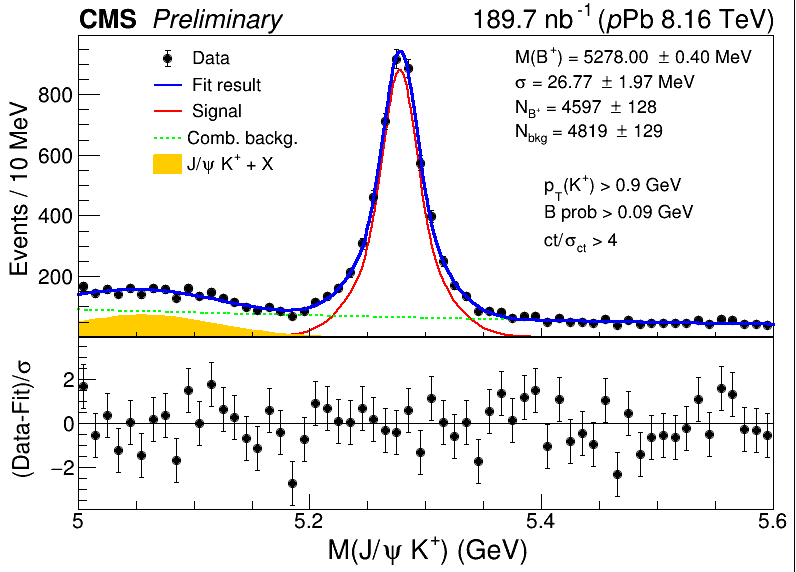 CMS Preliminary 189.7 nb⁻¹ (pPb 8.16 TeV)
Data
Fit result
Signal
Comb. backg.
J/ψ K⁺ + X
M(B⁺) = 5278.00 ± 0.40 MeV
σ = 26.77 ± 1.97 MeV
N_B⁺ = 4597 ± 128
N_bkg = 4819 ± 129
p_T(K⁺) > 0.9 GeV
B prob > 0.09 GeV
ct/σ_ct > 4
Events / 10 MeV
800
600
400
200
(Data-Fit)/σ
2
0
−2
5 5.2 5.4 5.6
M(J/ψ K⁺) (GeV)